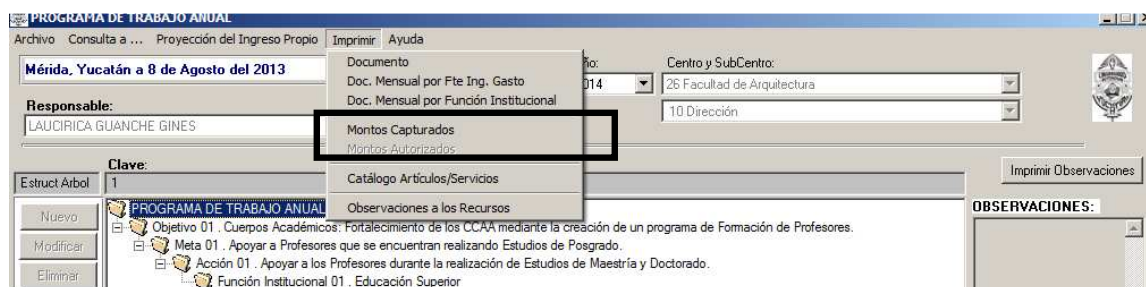 PROGRAMA DE TRABAJO ANUAL
Archivo Consulta a ... Proyección del Ingreso Propio Imprimir Ayuda
Mérida, Yucatán a 8 de Agosto del 2013
Documento
Doc. Mensual por Fte Ing. Gasto
Doc. Mensual por Función Institucional
Montos Capturados
Montos Autorizados
Catálogo Artículos/Servicios
Observaciones a los Recursos
ño:
014
Centro y SubCentro:
26 Facultad de Arquitectura
10 Dirección
Responsable:
LAUCIRICA GUANCHE GINES
Clave:
Estruct Arbol 1
Imprimir Observaciones
Nuevo
Modificar
Eliminar
PROGRAMA DE TRABAJO ANUAL
Objetivo 01 . Cuerpos Académicos: Fortalecimiento de los CCAA mediante la creación de un programa de Formación de Profesores.
Meta 01 . Apoyar a Profesores que se encuentran realizando Estudios de Posgrado.
Acción 01 . Apoyar a los Profesores durante la realización de Estudios de Maestría y Doctorado.
Función Institucional 01 . Educación Superior
OBSERVACIONES: